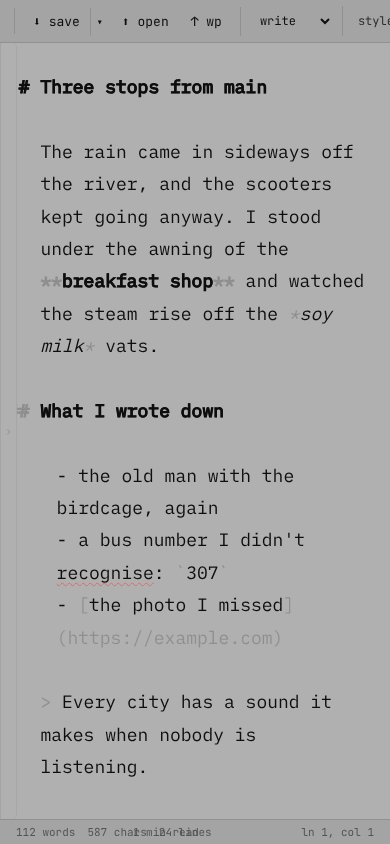 ⬇ save ▾ ⬆ open ↑ wp write style
# Three stops from main
The rain came in sideways off
the river, and the scooters
kept going anyway. I stood
under the awning of the
**breakfast shop** and watched
the steam rise off the *soy
milk* vats.
# What I wrote down
- the old man with the
birdcage, again
- a bus number I didn't
recognise: `307`
- [the photo I missed]
(https://example.com)
> Every city has a sound it
makes when nobody is
listening.
112 words 587 chars 24 lines ln 1, col 1